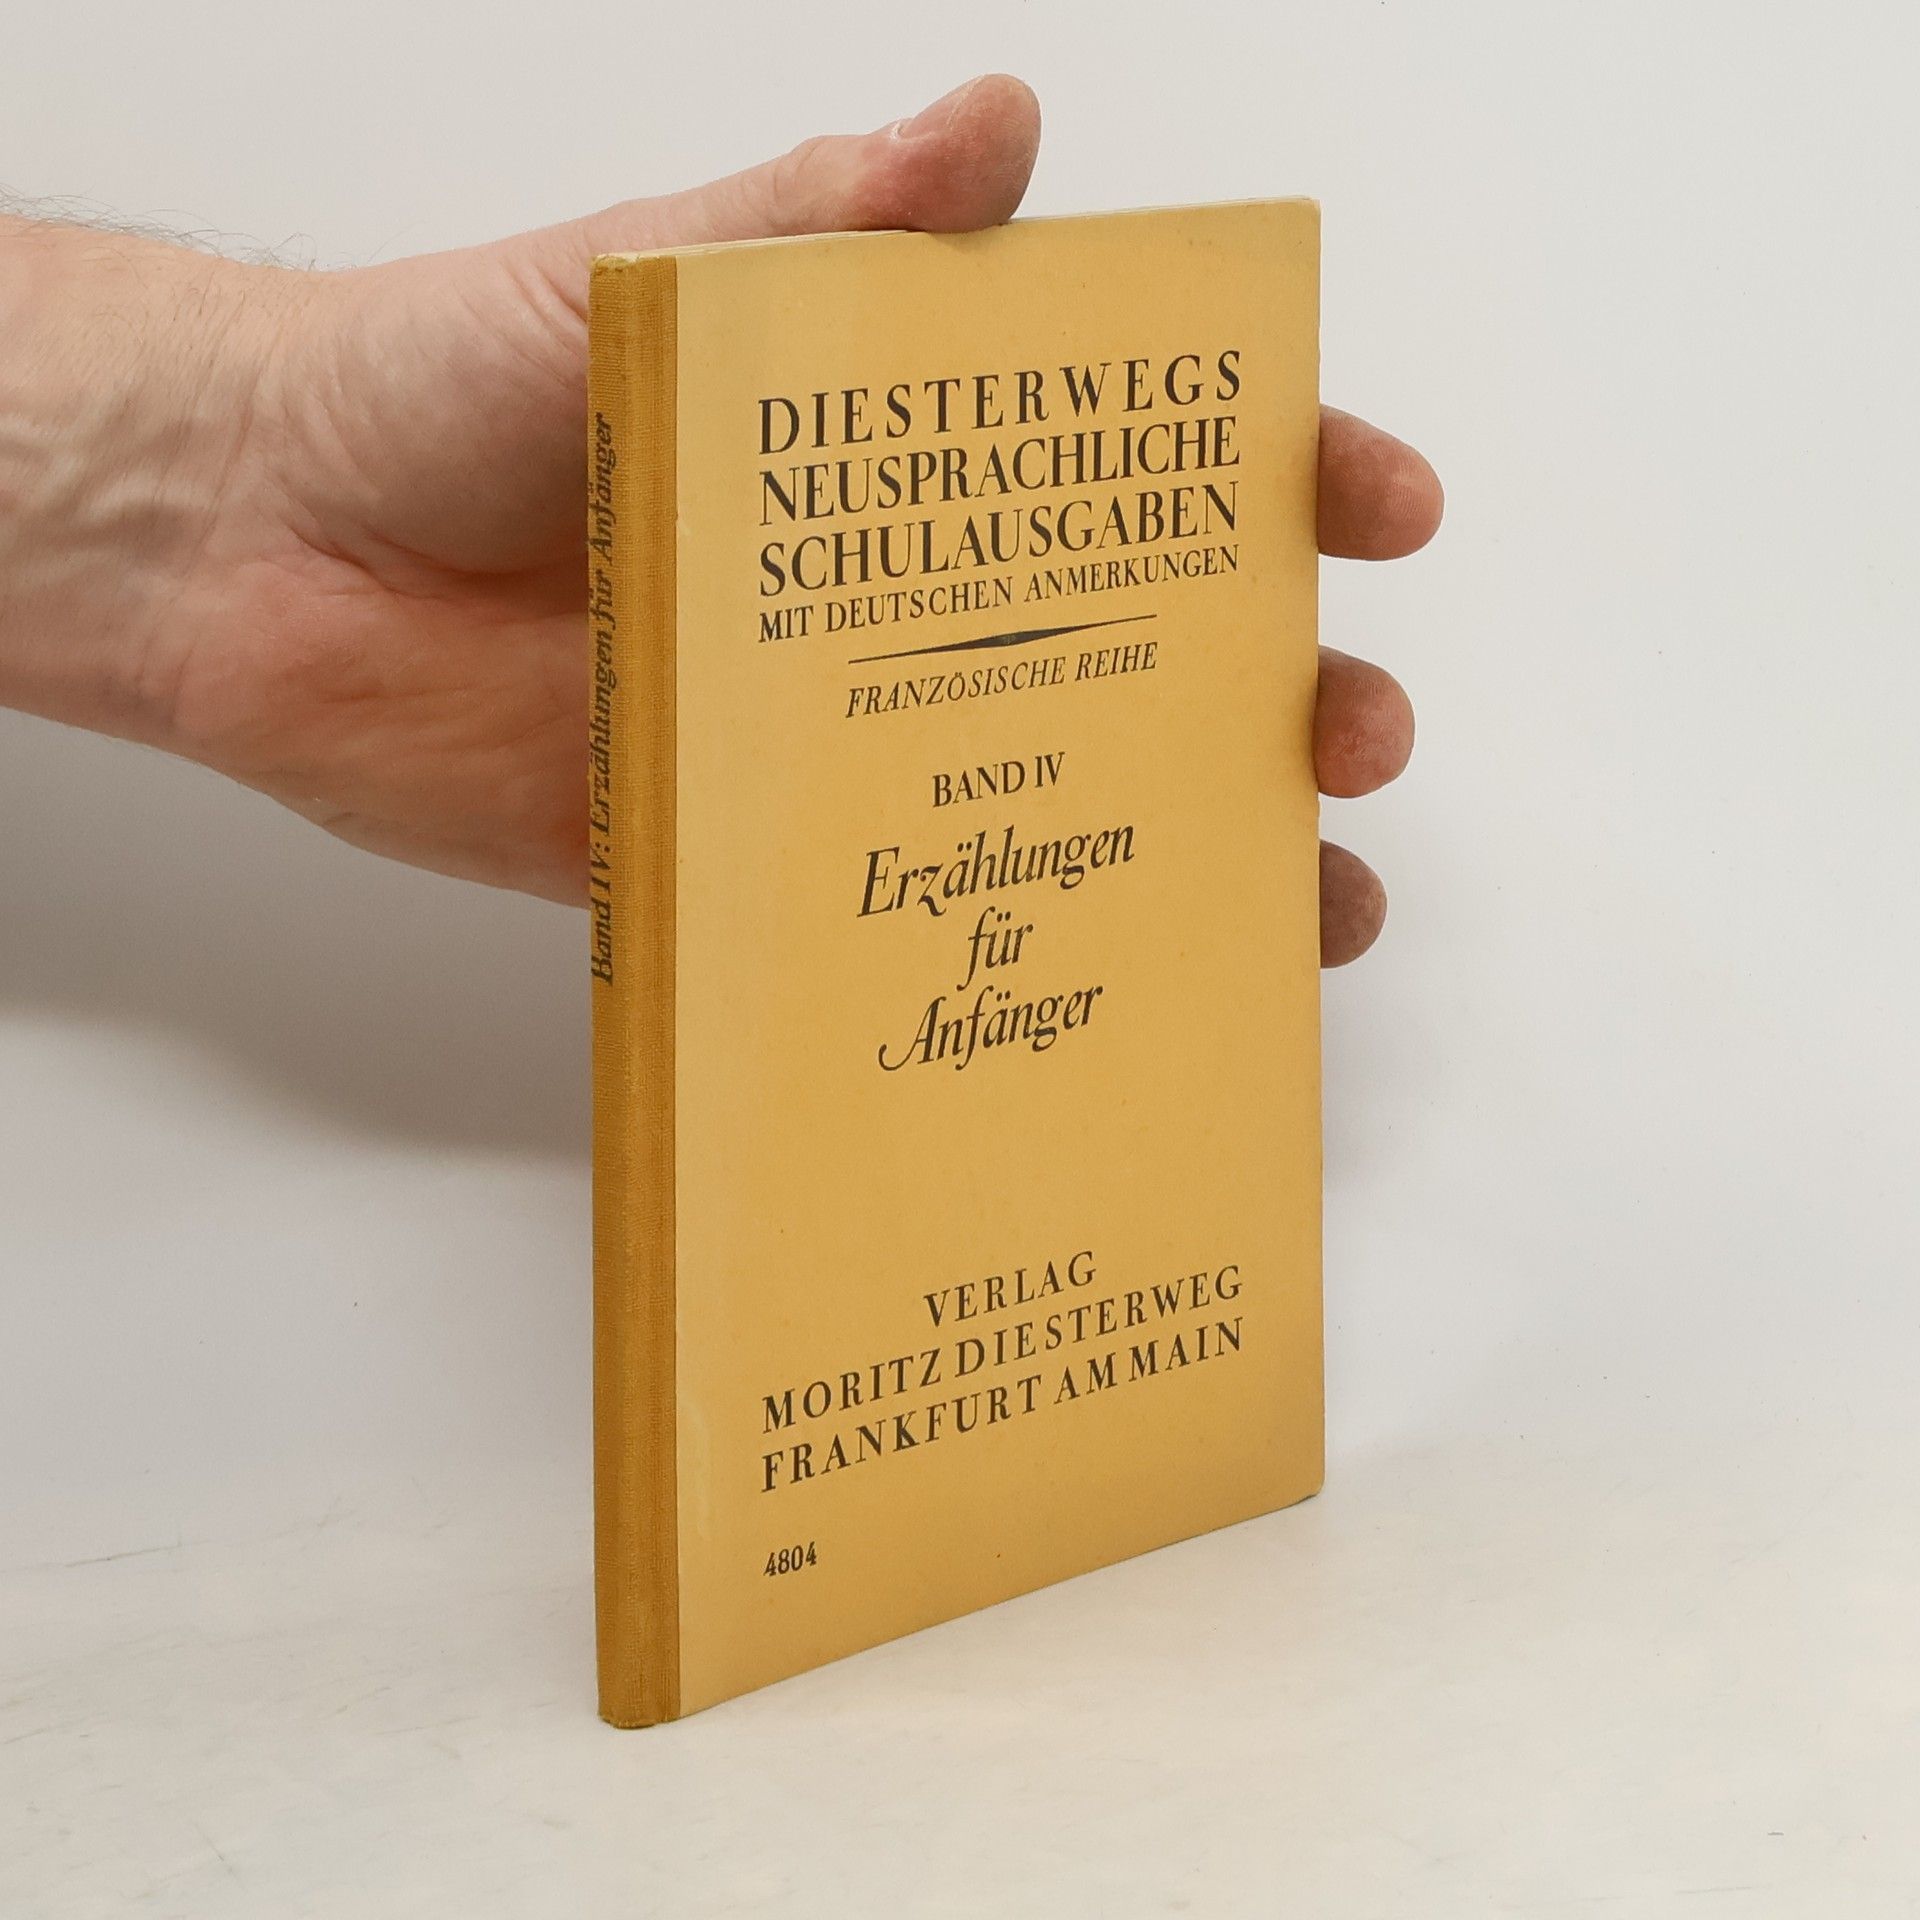 Band IV: Erzählungen für Anfänger
DIESTERWEGS
NEUSPRACHLICHE
SCHULAUSGABEN
MIT DEUTSCHEN ANMERKUNGEN
FRANZÖSISCHE REIHE
BAND IV
Erzählungen
für
Anfänger
VERLAG
MORITZ DIESTERWEG
FRANKFURT AM MAIN
4804